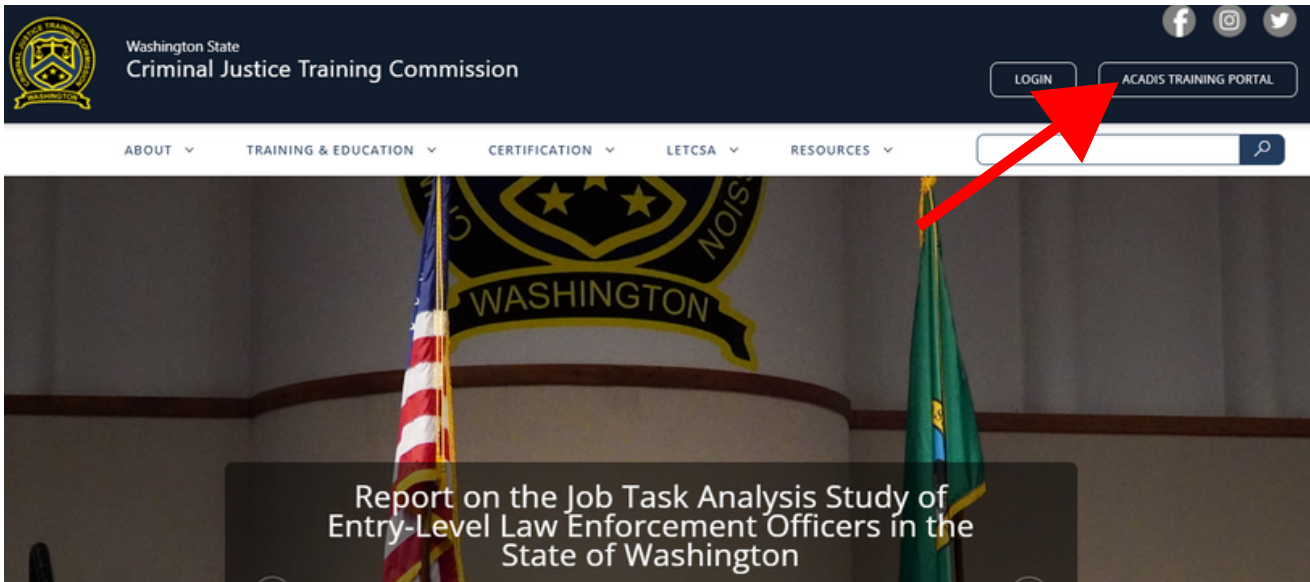 Washington State
Criminal Justice Training Commission
LOGIN
ACADIS TRAINING PORTAL
ABOUT
TRAINING & EDUCATION
CERTIFICATION
LETCSA
RESOURCES
WASHINGTON
WASHINGTON
Report on the Job Task Analysis Study of
Entry-Level Law Enforcement Officers in the
State of Washington